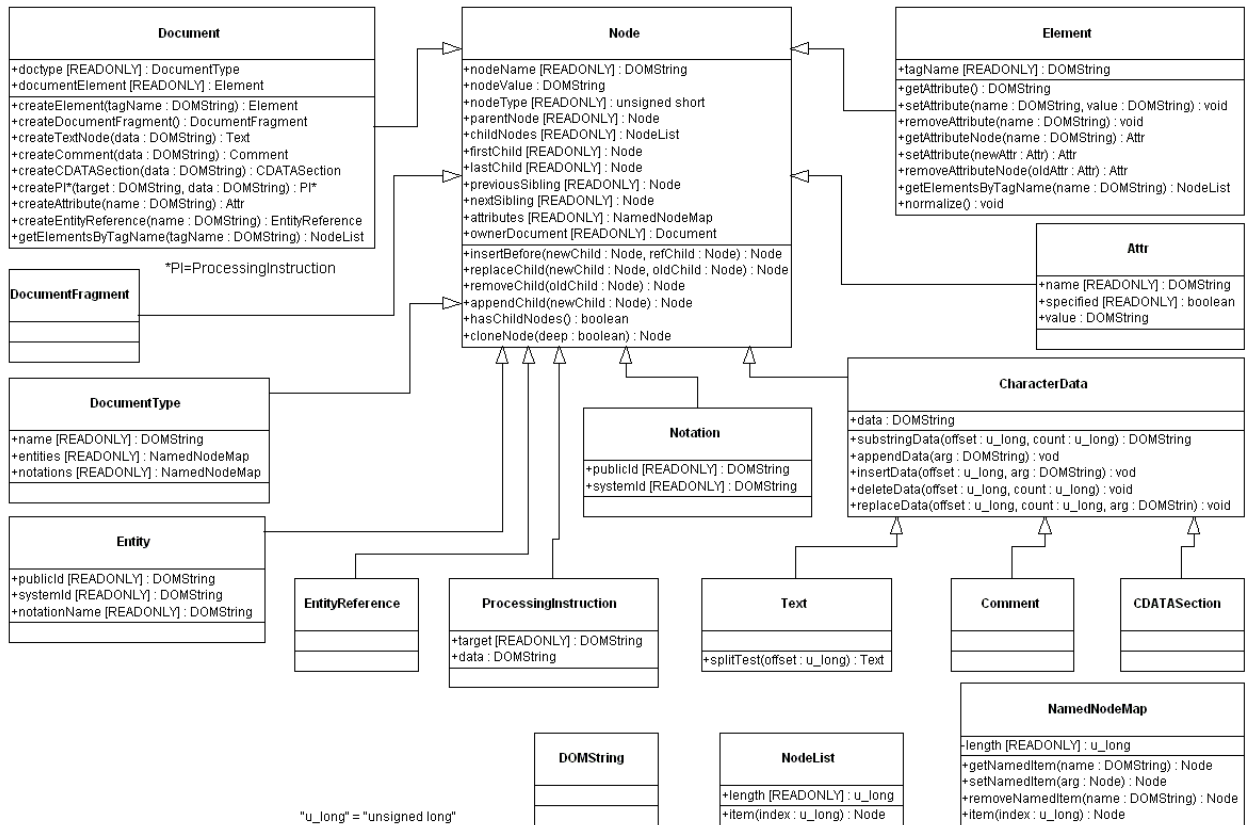 Document
+doctype [READONLY] : DocumentType
+documentElement [READONLY] : Element
+createElement(tagName : DOMString) : Element
+createDocumentFragment() : DocumentFragment
+createTextNode(data : DOMString) : Text
+createComment(data : DOMString) : Comment
+createCDATASection(data : DOMString) : CDATASection
+createPI*(target : DOMString, data : DOMString) : PI*
+createAttribute(name : DOMString) : Attr
+createEntityReference(name : DOMString) : EntityReference
+getElementsByTagName(tagName : DOMString) : NodeList
*PI=ProcessingInstruction
Node
+nodeName [READONLY] : DOMString
+nodeValue : DOMString
+nodeType [READONLY] : unsigned short
+parentNode [READONLY] : Node
+childNodes [READONLY] : NodeList
+firstChild [READONLY] : Node
+lastChild [READONLY] : Node
+previousSibling [READONLY] : Node
+nextSibling [READONLY] : Node
+attributes [READONLY] : NamedNodeMap
+ownerDocument [READONLY] : Document
+insertBefore(newChild : Node, refChild : Node) : Node
+replaceChild(newChild : Node, oldChild : Node) : Node
+removeChild(oldChild : Node) : Node
+appendChild(newChild : Node) : Node
+hasChildNodes() : boolean
+cloneNode(deep : boolean) : Node
Element
+tagName [READONLY] : DOMString
+getAttribute() : DOMString
+setAttribute(name : DOMString, value : DOMString) : void
+removeAttribute(name : DOMString) : void
+getAttributeNode(name : DOMString) : Attr
+setAttribute(newAttr : Attr) : Attr
+removeAttributeNode(oldAttr : Attr) : Attr
+getElementsByTagName(name : DOMString) : NodeList
+normalize() : void
Attr
+name [READONLY] : DOMString
+specified [READONLY] : boolean
+value : DOMString
DocumentFragment
DocumentType
+name [READONLY] : DOMString
+entities [READONLY] : NamedNodeMap
+notations [READONLY] : NamedNodeMap
Notation
+publicId [READONLY] : DOMString
+systemId [READONLY] : DOMString
CharacterData
+data : DOMString
+substringData(offset : u_long, count : u_long) : DOMString
+appendData(arg : DOMString) : vod
+insertData(offset : u_long, arg : DOMString) : vod
+deleteData(offset : u_long, count : u_long) : void
+replaceData(offset : u_long, count : u_long, arg : DOMStrin) : void
Entity
+publicId [READONLY] : DOMString
+systemId [READONLY] : DOMString
+notationName [READONLY] : DOMString
EntityReference
ProcessingInstruction
+target [READONLY] : DOMString
+data : DOMString
Text
+splitTest(offset : u_long) : Text
Comment
CDATASection
DOMString
NodeList
+length [READONLY] : u_long
+item(index : u_long) : Node
NamedNodeMap
-length [READONLY] : u_long
+getNamedItem(name : DOMString) : Node
+setNamedItem(arg : Node) : Node
+removeNamedItem(name : DOMString) : Node
+item(index : u_long) : Node
"u_long" = "unsigned long"